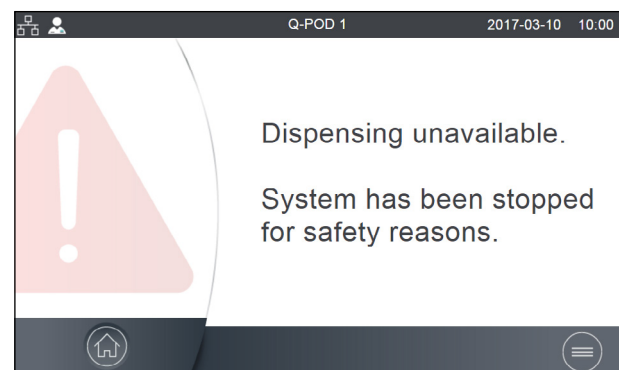 Q-POD 1 2017-03-10 10:00
Dispensing unavailable.
System has been stopped
for safety reasons.